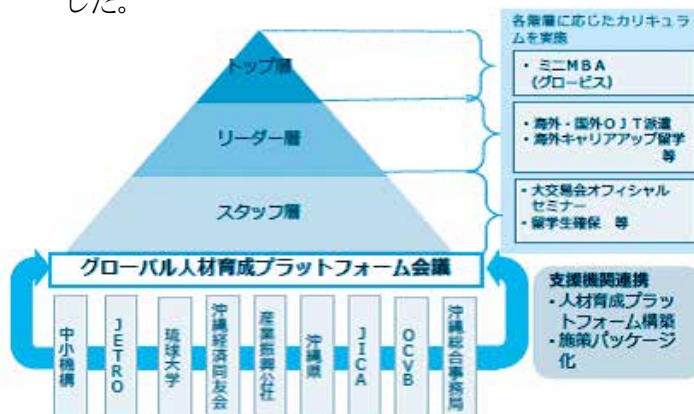 した。
各階層に応じたカリキュラ
ムを実施
・ ミニMBA
(グロービス)
・海外・国外OJT派遣
・海外キャリアアップ留学
等
・大交易会オフィシャル
セミナー
・留学生確保 等
トップ層
リーダー層
スタッフ層
グローバル人材育成プラットフォーム会議
中小機構
JETRO
琉球大学
沖縄経済同友会
産業振興公社
沖縄県
JICA
OCVB
沖縄総合事務局
支援機関連携
・人材育成プラッ
トフォーム構築
・施策パッケージ
化